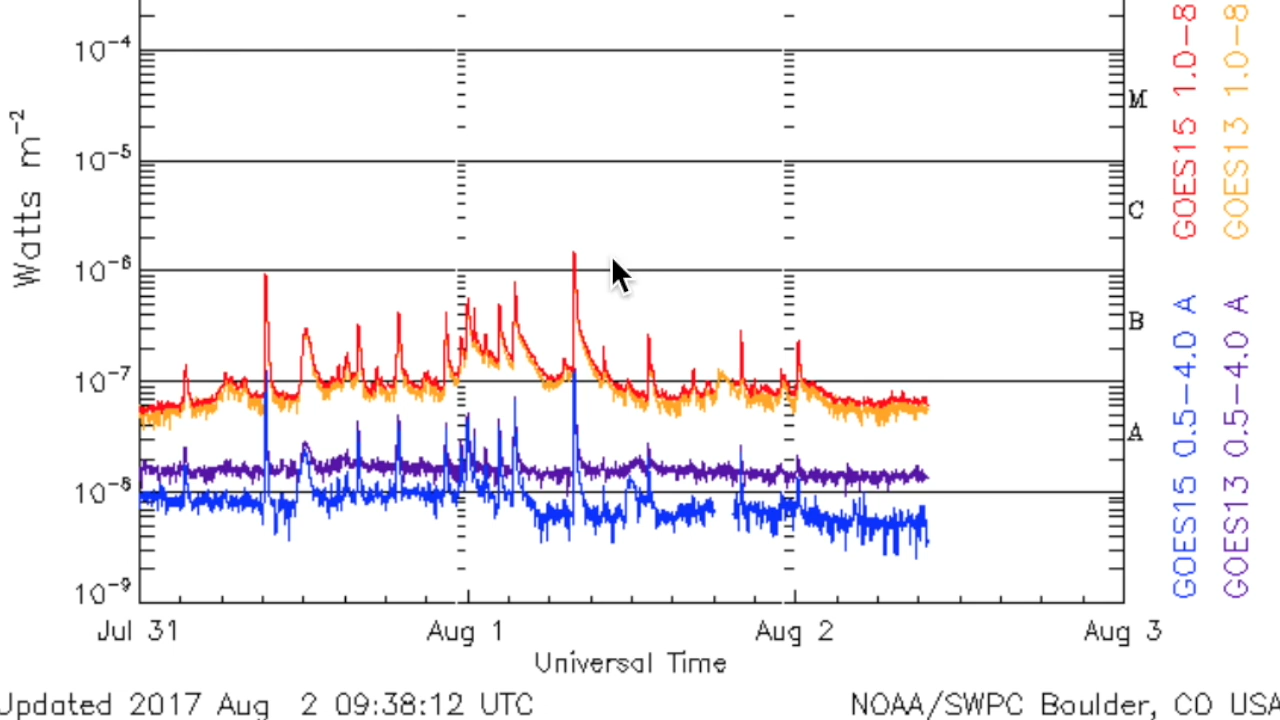 10⁻⁴
10⁻⁵
10⁻⁶
10⁻⁷
10⁻⁸
10⁻⁹
Watts m⁻²
M
C
B
A
GOES15 0.5-4.0 A GOES15 1.0-8
GOES13 0.5-4.0 A GOES13 1.0-8
Jul 31 Aug 1 Aug 2 Aug 3
Universal Time
Updated 2017 Aug 2 09:38:12 UTC NOAA/SWPC Boulder, CO USA